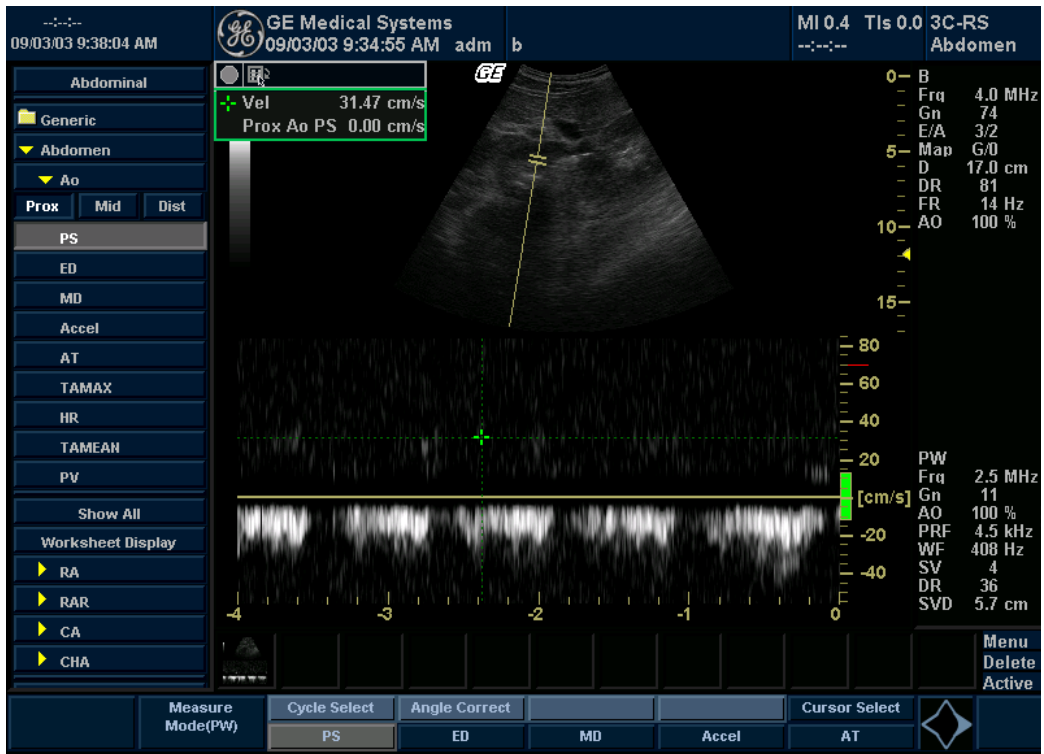 --:--:--
09/03/03 9:38:04 AM
GE Medical Systems
09/03/03 9:34:55 AM adm b
MI 0.4 TIs 0.0
--:--:--
3C-RS
Abdomen
Abdominal
Generic
Abdomen
Ao
Prox Mid Dist
PS
ED
MD
Accel
AT
TAMAX
HR
TAMEAN
PV
Show All
Worksheet Display
RA
RAR
CA
CHA
Vel 31.47 cm/s
Prox Ao PS 0.00 cm/s
GE
0
5
10
15
B
Frq 4.0 MHz
Gn 74
E/A 3/2
Map G/0
D 17.0 cm
DR 81
FR 14 Hz
AO 100 %
80
60
40
20
[cm/s]
-20
-40
-4 -3 -2 -1 0
PW
Frq 2.5 MHz
Gn 11
AO 100 %
PRF 4.5 kHz
WF 408 Hz
SV 4
DR 36
SVD 5.7 cm
Menu
Delete
Active
Measure
Mode(PW)
Cycle Select Angle Correct Cursor Select
PS ED MD Accel AT